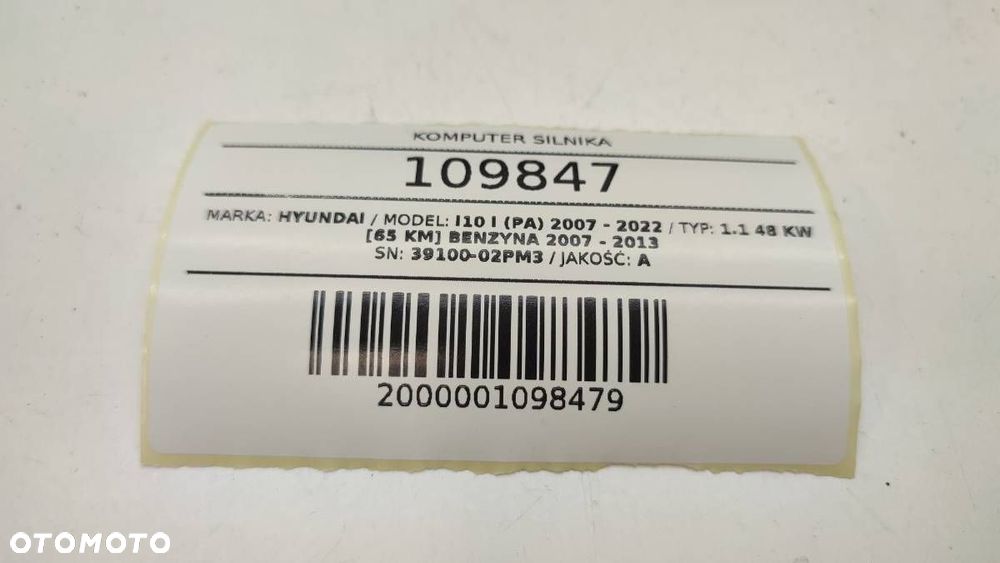 KOMPUTER SILNIKA
109847
MARKA: HYUNDAI / MODEL: I10 I (PA) 2007 - 2022 / TYP: 1.1 48 KW
[65 KM] BENZYNA 2007 - 2013
SN: 39100-02PM3 / JAKOŚĆ: A
2000001098479
OTOMOTO